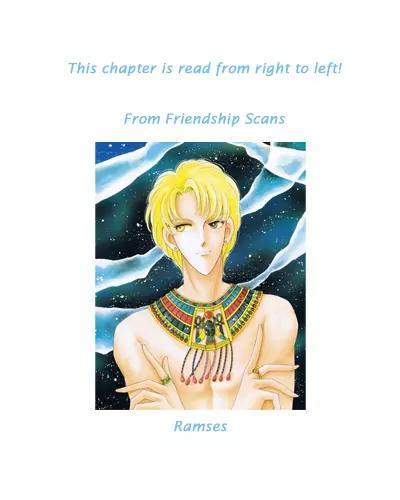 This chapter is read from right to left!
From Friendship Scans
Ramses